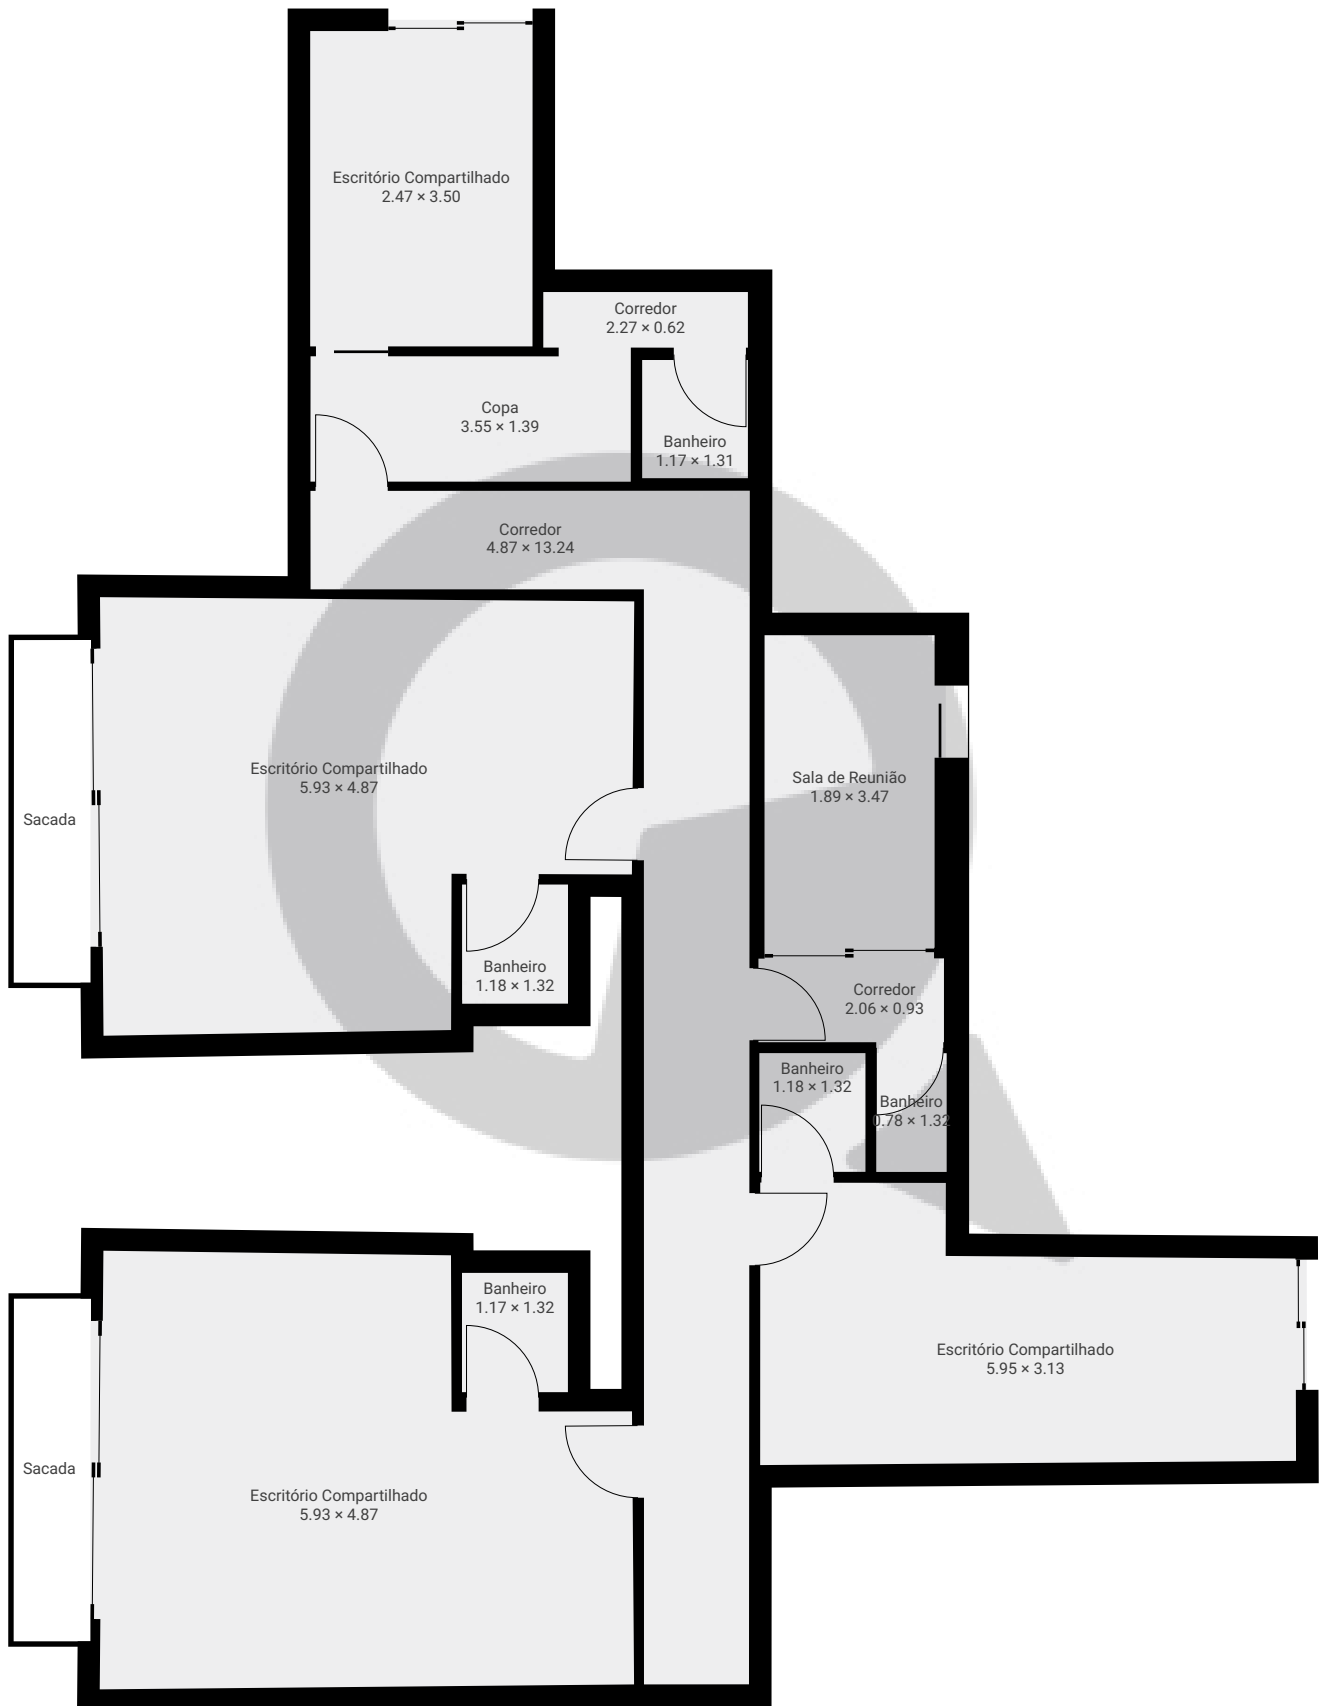 Escritório Compartilhado
2.47 × 3.50
Corredor
2.27 × 0.62
Copa
3.55 × 1.39
Banheiro
1.17 × 1.31
Corredor
4.87 × 13.24
Escritório Compartilhado
5.93 × 4.87
Sala de Reunião
1.89 × 3.47
Sacada
Banheiro
1.18 × 1.32
Corredor
2.06 × 0.93
Banheiro
1.18 × 1.32
Banheiro
0.78 × 1.32
Banheiro
1.17 × 1.32
Escritório Compartilhado
5.95 × 3.13
Sacada
Escritório Compartilhado
5.93 × 4.87